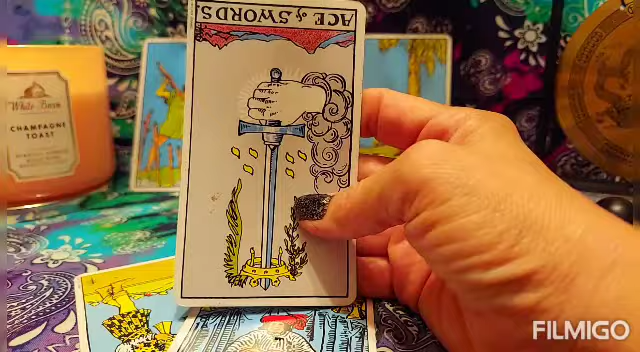 ACE of SWORDS.
White Barn
CHAMPAGNE
TOAST
FILMIGO